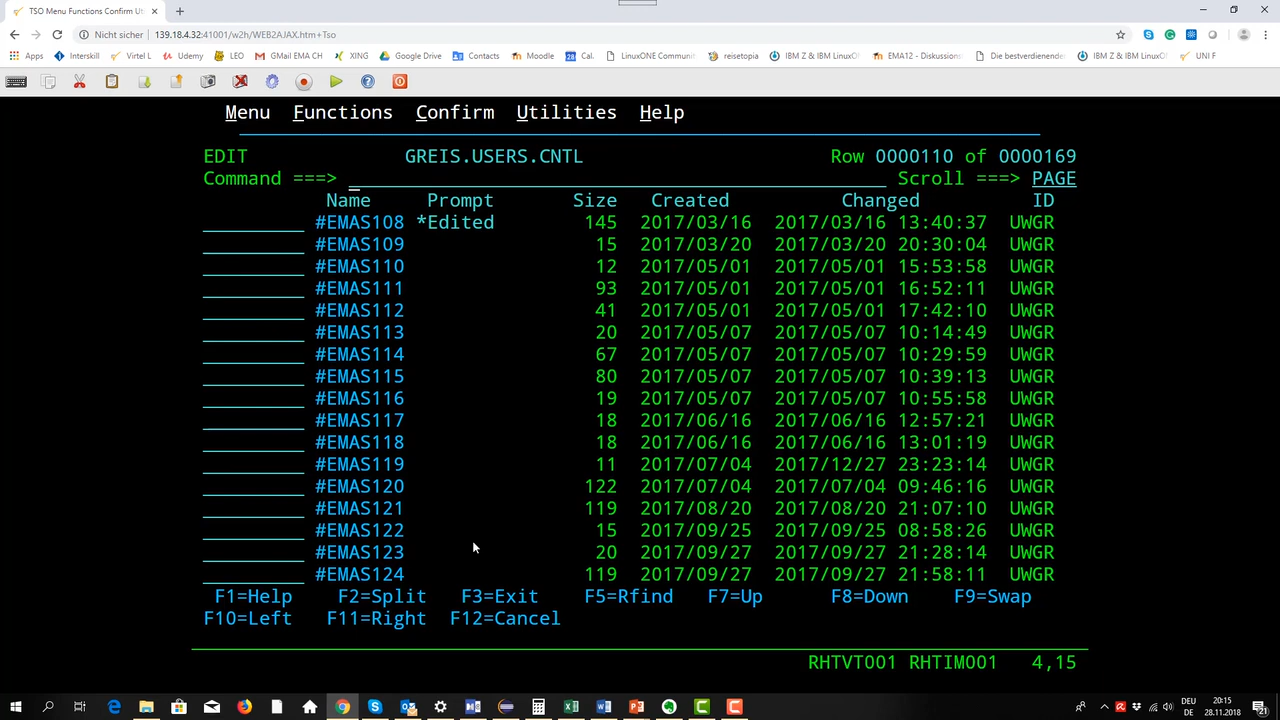 TSO Menu Functions Confirm Uti
Nicht sicher | 139.18.4.32:41001/w2h/WEB2AJAX.htm+Tso
Apps Interskill Virtel L Udemy LEO GMail EMA CH XING Google Drive Contacts Moodle Cal. LinuxONE Communit reisetopia IBM Z & IBM LinuxO EMA12 - Diskussions Die bestverdienenden IBM Z & IBM LinuxO UNI F
Menu Functions Confirm Utilities Help
EDIT GREIS.USERS.CNTL Row 0000110 of 0000169
Command ===> Scroll ===> PAGE
Name Prompt Size Created Changed ID
#EMAS108 *Edited 145 2017/03/16 2017/03/16 13:40:37 UWGR
#EMAS109 15 2017/03/20 2017/03/20 20:30:04 UWGR
#EMAS110 12 2017/05/01 2017/05/01 15:53:58 UWGR
#EMAS111 93 2017/05/01 2017/05/01 16:52:11 UWGR
#EMAS112 41 2017/05/01 2017/05/01 17:42:10 UWGR
#EMAS113 20 2017/05/07 2017/05/07 10:14:49 UWGR
#EMAS114 67 2017/05/07 2017/05/07 10:29:59 UWGR
#EMAS115 80 2017/05/07 2017/05/07 10:39:13 UWGR
#EMAS116 19 2017/05/07 2017/05/07 10:55:58 UWGR
#EMAS117 18 2017/06/16 2017/06/16 12:57:21 UWGR
#EMAS118 18 2017/06/16 2017/06/16 13:01:19 UWGR
#EMAS119 11 2017/07/04 2017/12/27 23:23:14 UWGR
#EMAS120 122 2017/07/04 2017/07/04 09:46:16 UWGR
#EMAS121 119 2017/08/20 2017/08/20 21:07:10 UWGR
#EMAS122 15 2017/09/25 2017/09/25 08:58:26 UWGR
#EMAS123 20 2017/09/27 2017/09/27 21:28:14 UWGR
#EMAS124 119 2017/09/27 2017/09/27 21:58:11 UWGR
F1=Help F2=Split F3=Exit F5=Rfind F7=Up F8=Down F9=Swap
F10=Left F11=Right F12=Cancel
RHTVT001 RHTIM001 4,15
DEU 20:15
DE 28.11.2018